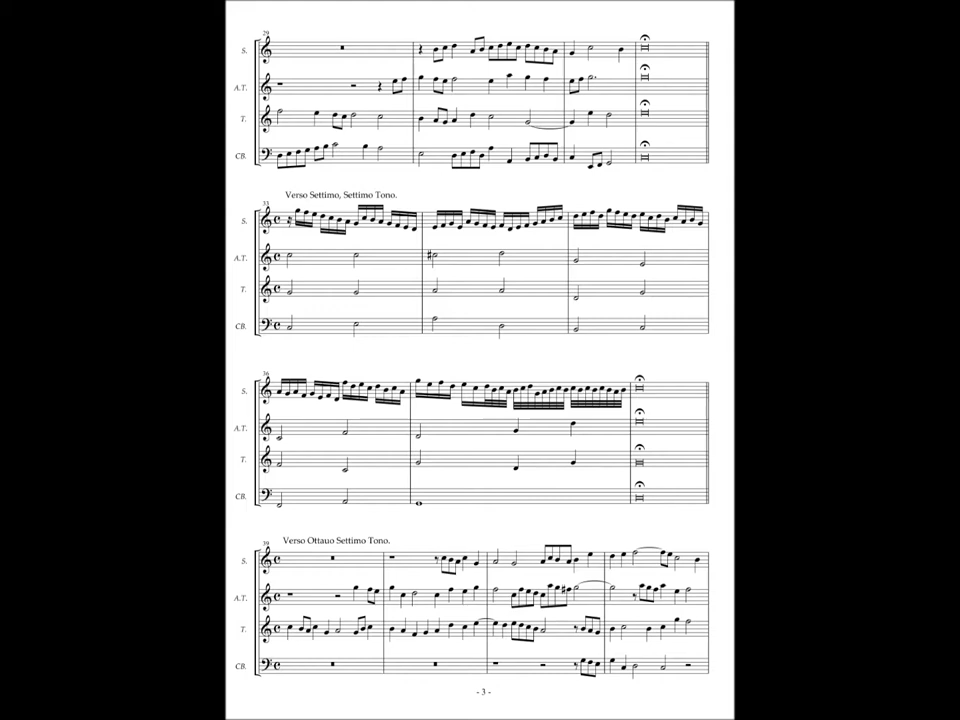 29
S.
A.T.
T.
CB.
Verso Settimo, Settimo Tono.
33
S.
A.T.
T.
CB.
36
S.
A.T.
T.
CB.
Verso Ottauo Settimo Tono.
39
S.
A.T.
T.
CB.
- 3 -